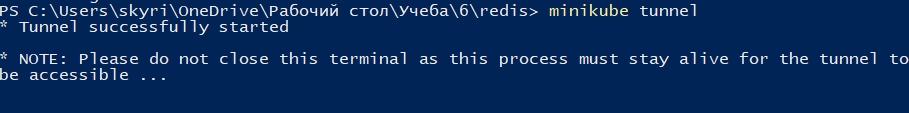 PS C:\Users\skyri\OneDrive\Рабочий стол\Учеба\6\redis> minikube tunnel
* Tunnel successfully started
* NOTE: Please do not close this terminal as this process must stay alive for the tunnel to
be accessible ...